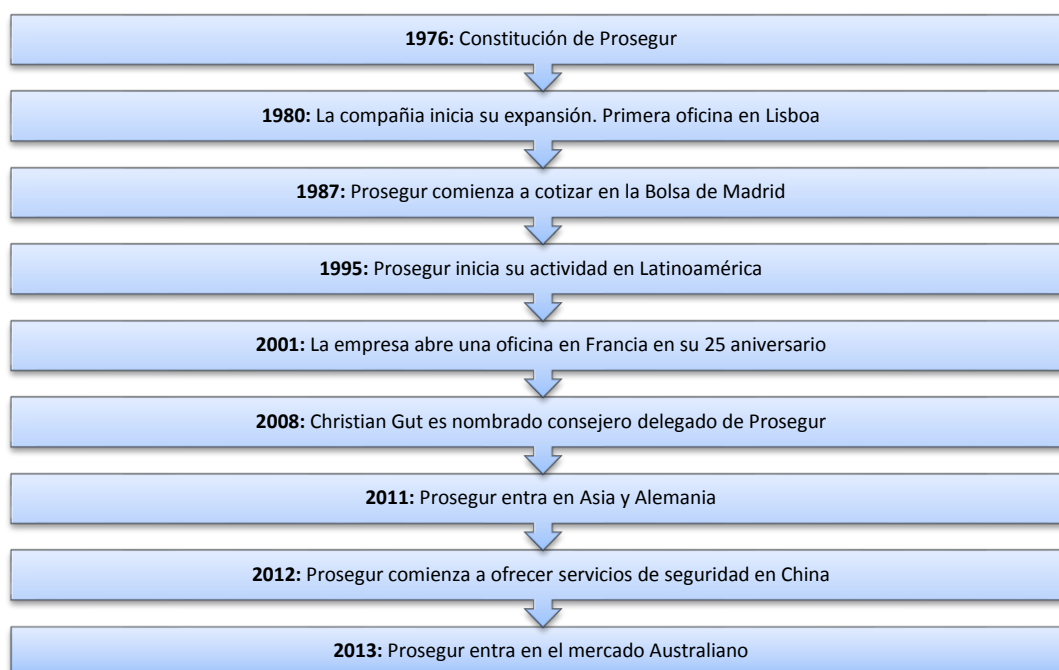 1976: Constitución de Prosegur
1980: La compañia inicia su expansión. Primera oficina en Lisboa
1987: Prosegur comienza a cotizar en la Bolsa de Madrid
1995: Prosegur inicia su actividad en Latinoamérica
2001: La empresa abre una oficina en Francia en su 25 aniversario
2008: Christian Gut es nombrado consejero delegado de Prosegur
2011: Prosegur entra en Asia y Alemania
2012: Prosegur comienza a ofrecer servicios de seguridad en China
2013: Prosegur entra en el mercado Australiano